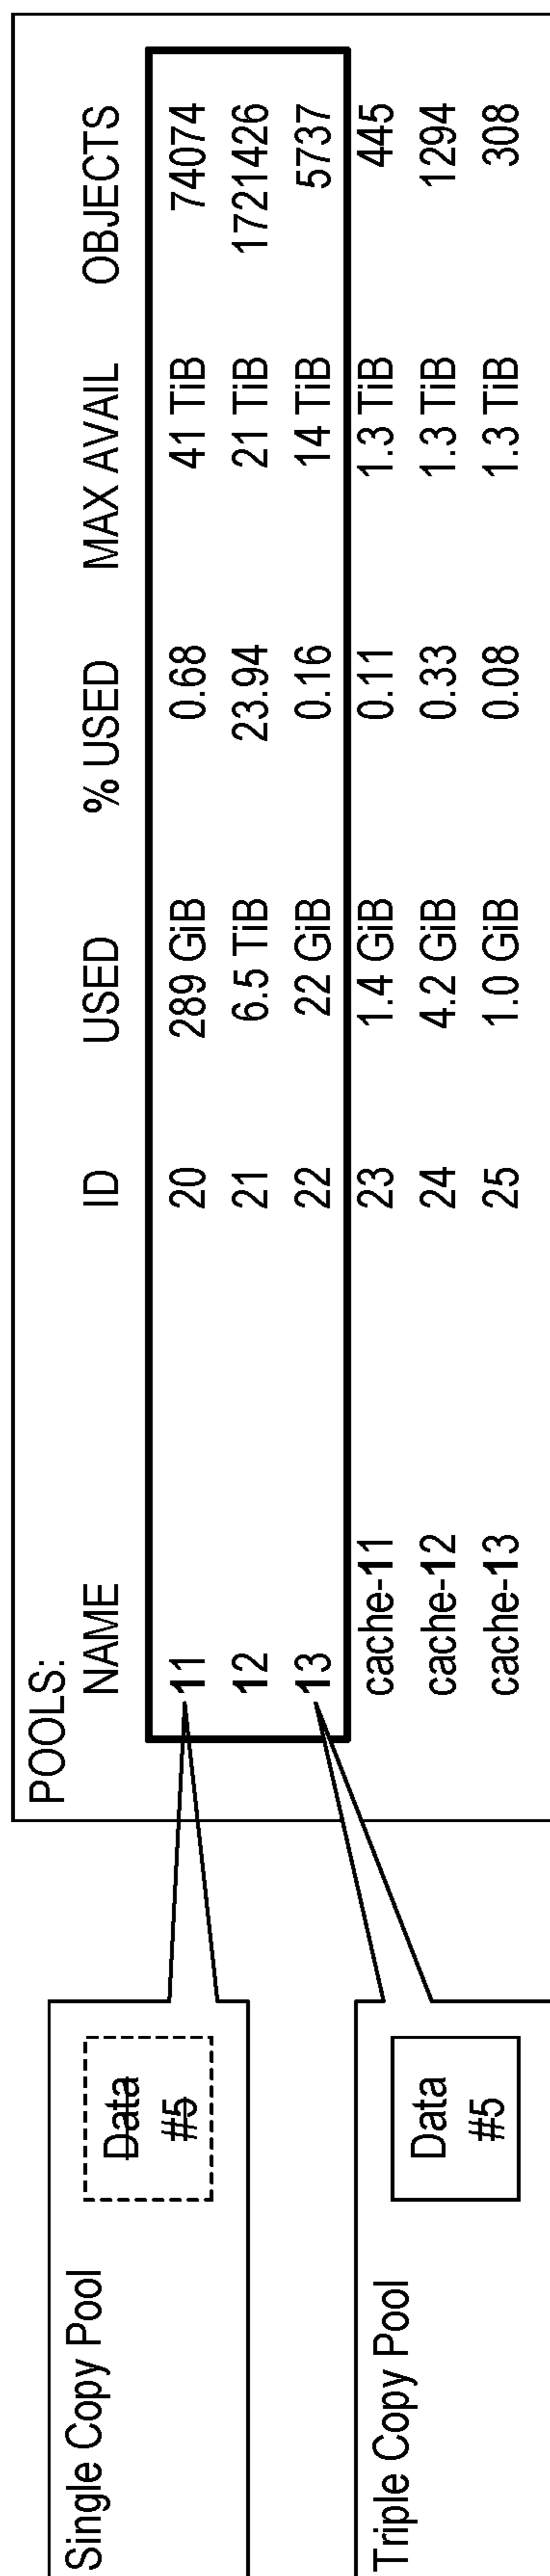 POOLS:
NAME ID USED % USED MAX AVAIL OBJECTS
11 20 289 GiB 0.68 41 TiB 74074
12 21 6.5 TiB 23.94 21 TiB 1721426
13 22 22 GiB 0.16 14 TiB 5737
cache-11 23 1.4 GiB 0.11 1.3 TiB 445
cache-12 24 4.2 GiB 0.33 1.3 TiB 1294
cache-13 25 1.0 GiB 0.08 1.3 TiB 308
Single Copy Pool
Data
#5
Triple Copy Pool
Data
#5